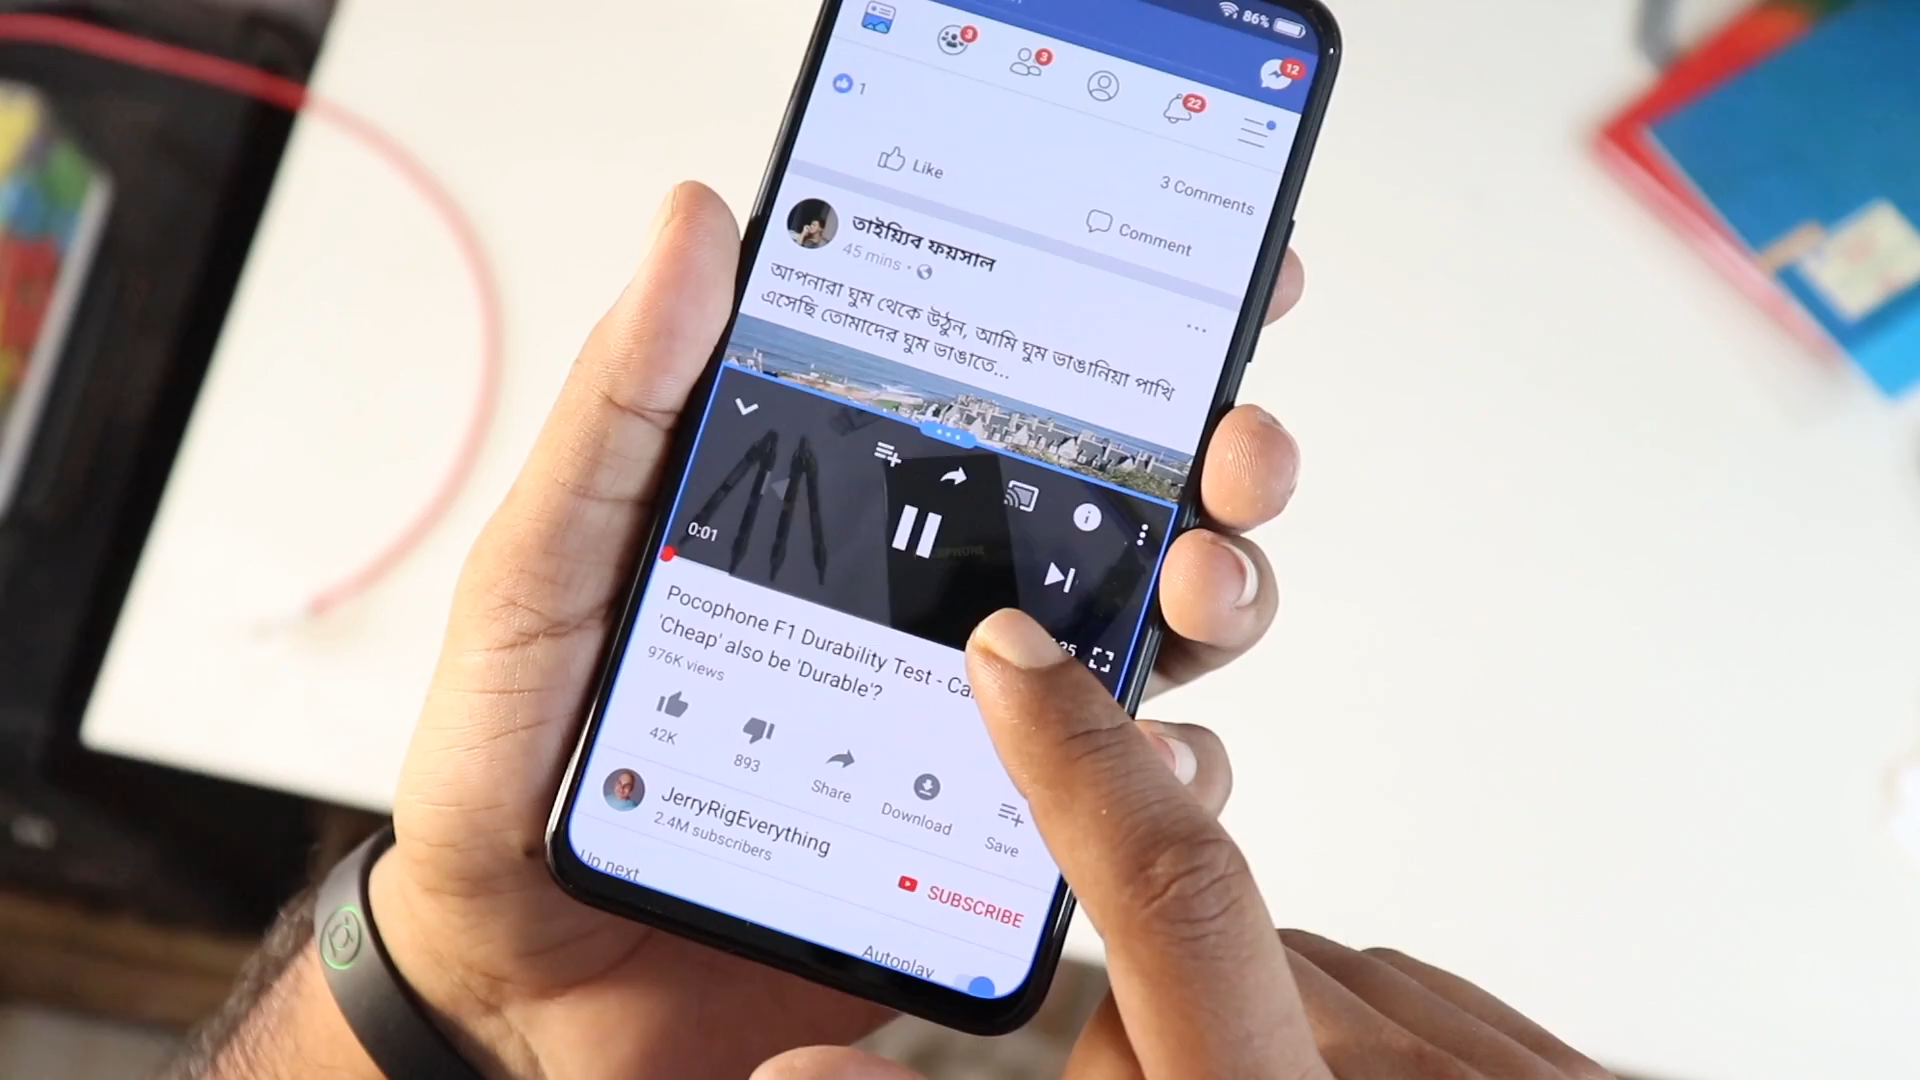 86%
12
3
3
22
1
Like
3 Comments
Comment
তাইয়্যিব ফয়সাল
45 mins
আপনারা ঘুম থেকে উঠুন, আমি ঘুম ভাঙানিয়া পাখি
এসেছি তোমাদের ঘুম ভাঙাতে...
0:01
Pocophone F1 Durability Test -
'Cheap' also be 'Durable'?
976K views
42K
893
Share
Download
Save
JerryRigEverything
2.4M subscribers
SUBSCRIBE
Up next
Autoplay